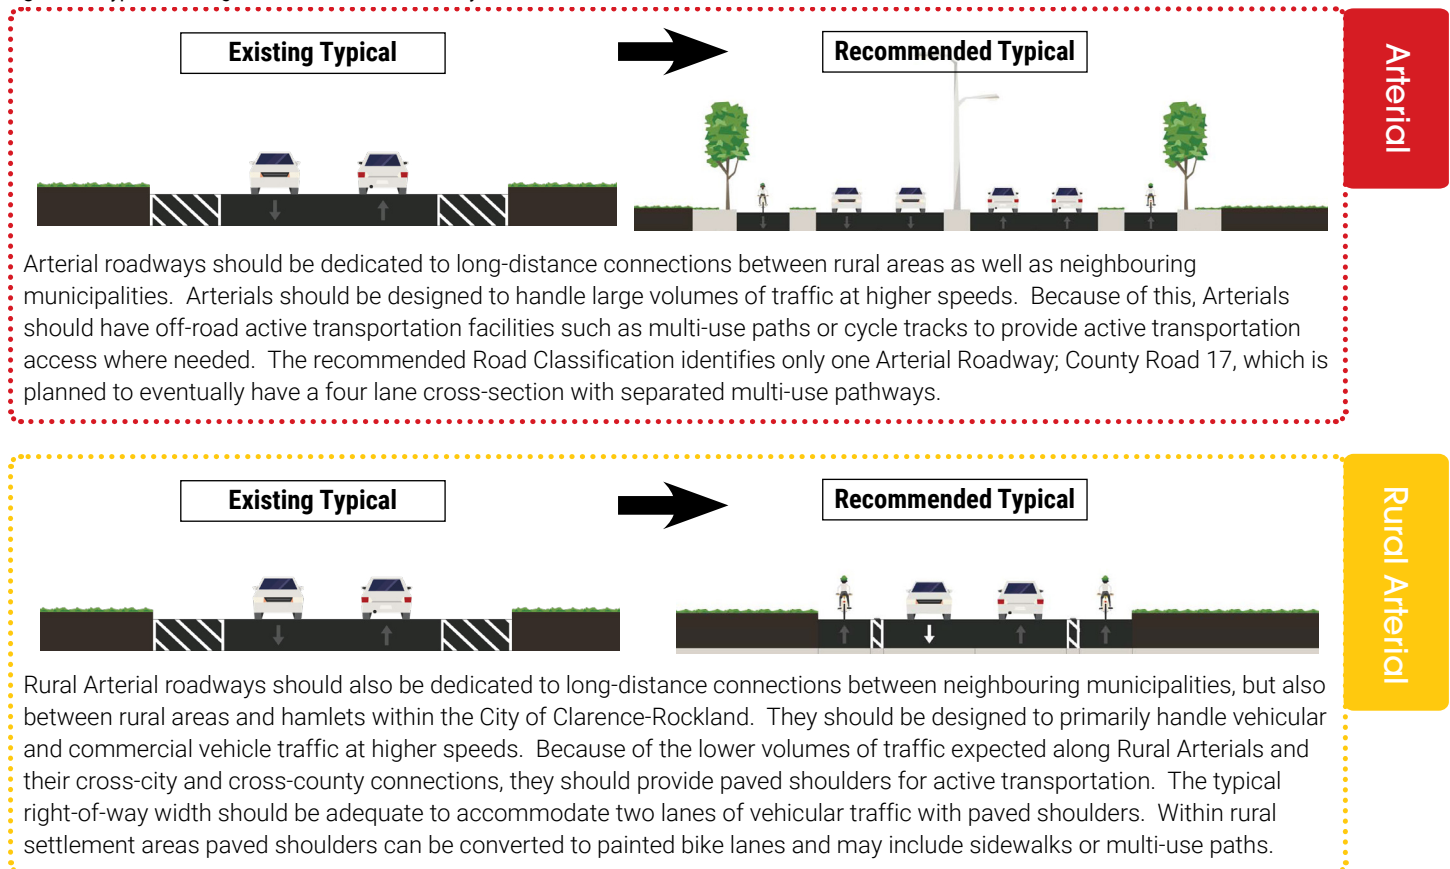 Existing Typical
Recommended Typical
Arterial
Arterial roadways should be dedicated to long-distance connections between rural areas as well as neighbouring
municipalities.  Arterials should be designed to handle large volumes of traffic at higher speeds.  Because of this, Arterials
should have off-road active transportation facilities such as multi-use paths or cycle tracks to provide active transportation
access where needed.  The recommended Road Classification identifies only one Arterial Roadway; County Road 17, which is
planned to eventually have a four lane cross-section with separated multi-use pathways.
Existing Typical
Recommended Typical
Rural Arterial
Rural Arterial roadways should also be dedicated to long-distance connections between neighbouring municipalities, but also
between rural areas and hamlets within the City of Clarence-Rockland.  They should be designed to primarily handle vehicular
and commercial vehicle traffic at higher speeds.  Because of the lower volumes of traffic expected along Rural Arterials and
their cross-city and cross-county connections, they should provide paved shoulders for active transportation.  The typical
right-of-way width should be adequate to accommodate two lanes of vehicular traffic with paved shoulders.  Within rural
settlement areas paved shoulders can be converted to painted bike lanes and may include sidewalks or multi-use paths.